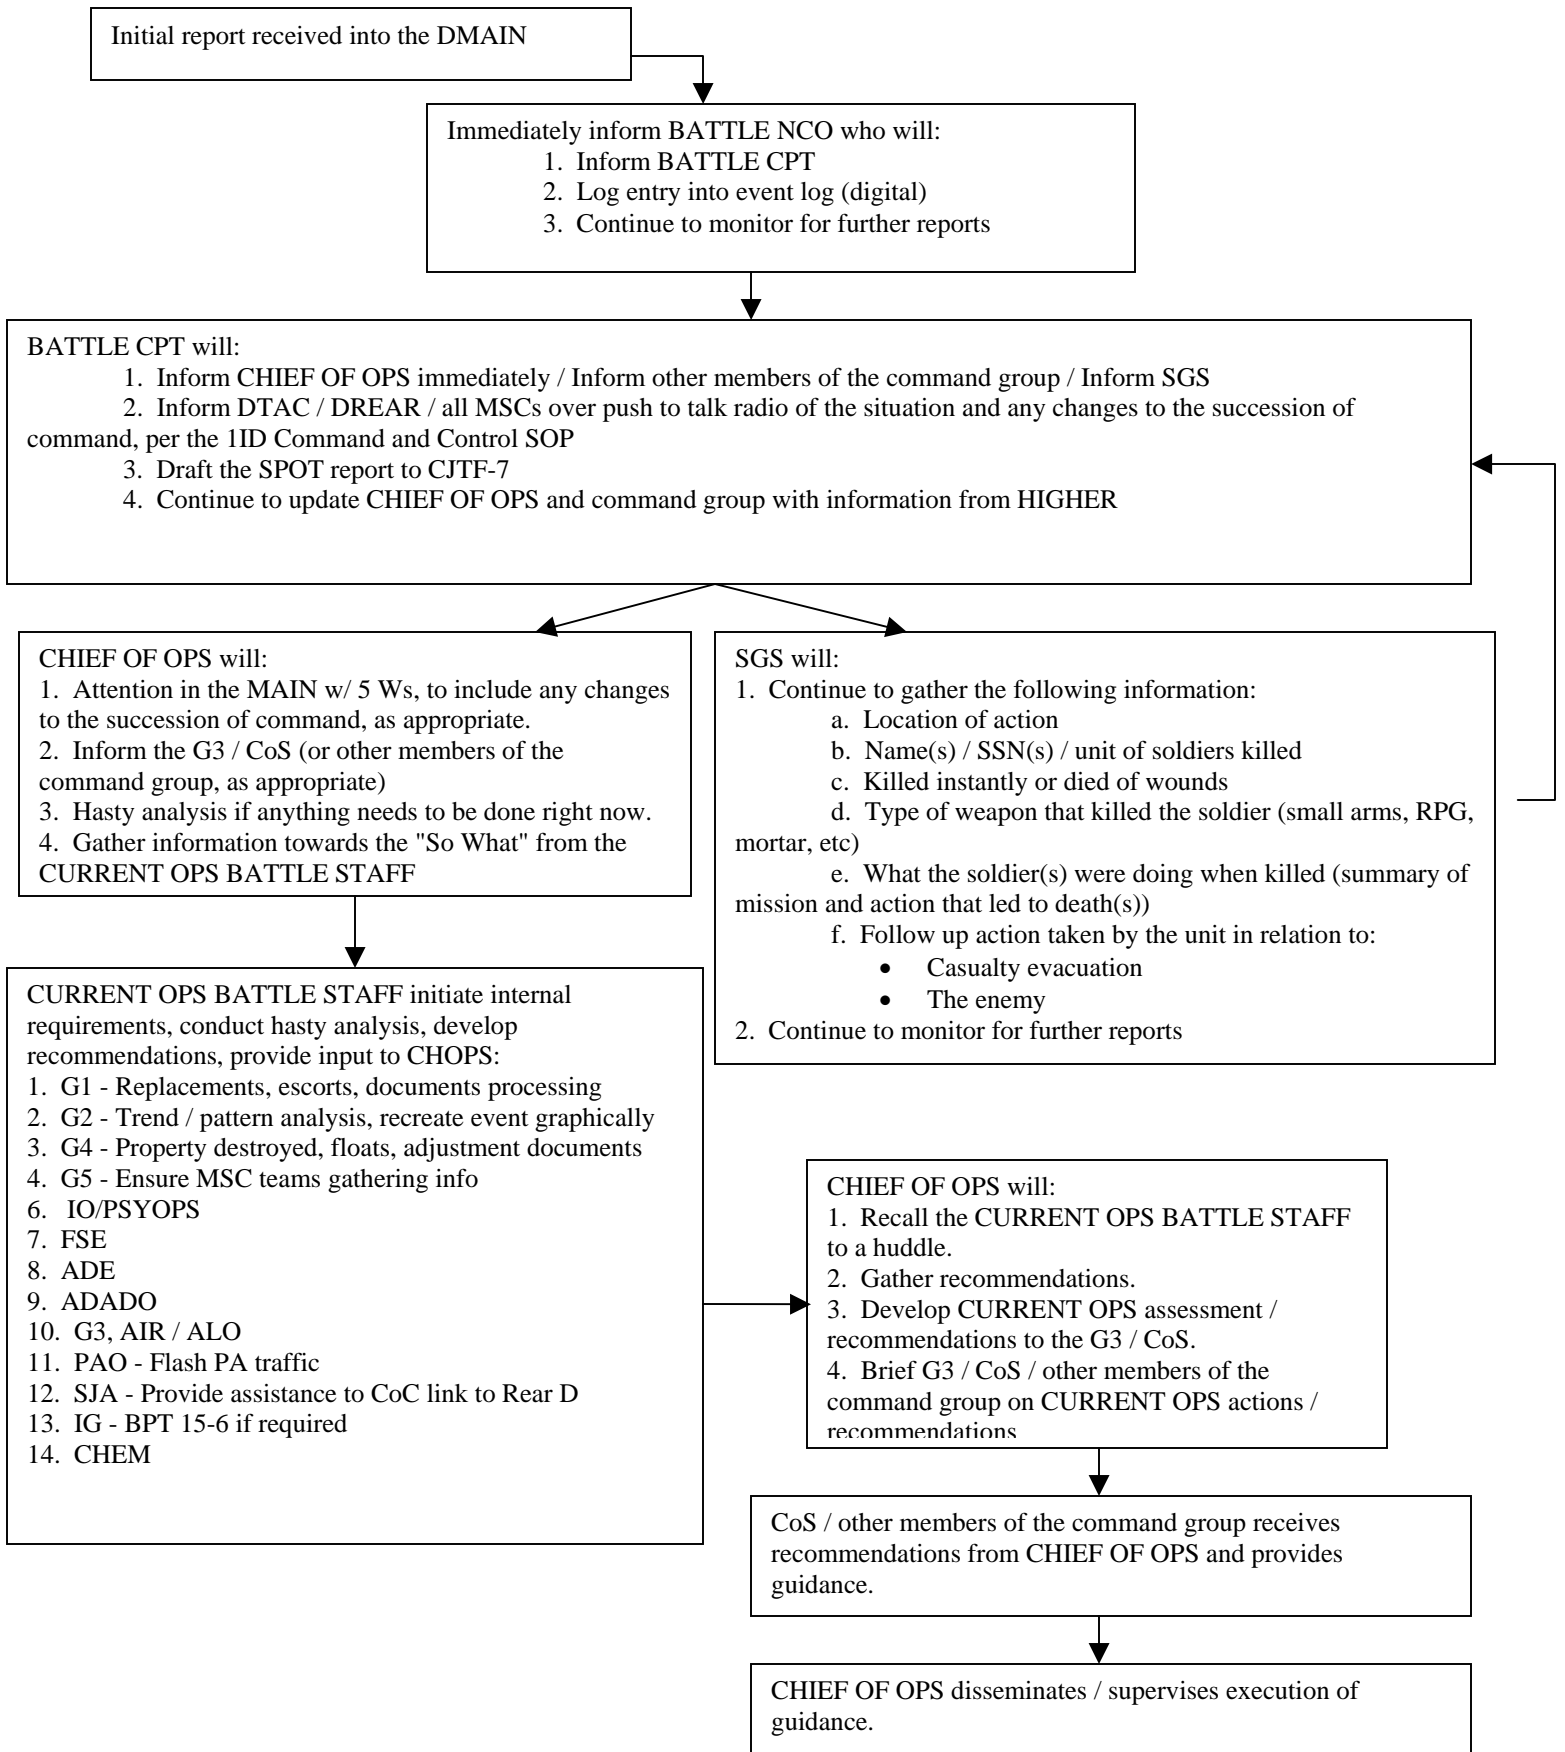 Initial report received into the DMAIN
Immediately inform BATTLE NCO who will:
1. Inform BATTLE CPT
2. Log entry into event log (digital)
3. Continue to monitor for further reports
BATTLE CPT will:
1. Inform CHIEF OF OPS immediately / Inform other members of the command group / Inform SGS
2. Inform DTAC / DREAR / all MSCs over push to talk radio of the situation and any changes to the succession of
command, per the 1ID Command and Control SOP
3. Draft the SPOT report to CJTF-7
4. Continue to update CHIEF OF OPS and command group with information from HIGHER
CHIEF OF OPS will:
1. Attention in the MAIN w/ 5 Ws, to include any changes
to the succession of command, as appropriate.
2. Inform the G3 / CoS (or other members of the
command group, as appropriate)
3. Hasty analysis if anything needs to be done right now.
4. Gather information towards the "So What" from the
CURRENT OPS BATTLE STAFF
SGS will:
1. Continue to gather the following information:
a. Location of action
b. Name(s) / SSN(s) / unit of soldiers killed
c. Killed instantly or died of wounds
d. Type of weapon that killed the soldier (small arms, RPG,
mortar, etc)
e. What the soldier(s) were doing when killed (summary of
mission and action that led to death(s))
f. Follow up action taken by the unit in relation to:
• Casualty evacuation
• The enemy
2. Continue to monitor for further reports
CURRENT OPS BATTLE STAFF initiate internal
requirements, conduct hasty analysis, develop
recommendations, provide input to CHOPS:
1. G1 - Replacements, escorts, documents processing
2. G2 - Trend / pattern analysis, recreate event graphically
3. G4 - Property destroyed, floats, adjustment documents
4. G5 - Ensure MSC teams gathering info
6. IO/PSYOPS
7. FSE
8. ADE
9. ADADO
10. G3, AIR / ALO
11. PAO - Flash PA traffic
12. SJA - Provide assistance to CoC link to Rear D
13. IG - BPT 15-6 if required
14. CHEM
CHIEF OF OPS will:
1. Recall the CURRENT OPS BATTLE STAFF
to a huddle.
2. Gather recommendations.
3. Develop CURRENT OPS assessment /
recommendations to the G3 / CoS.
4. Brief G3 / CoS / other members of the
command group on CURRENT OPS actions /
recommendations
CoS / other members of the command group receives
recommendations from CHIEF OF OPS and provides
guidance.
CHIEF OF OPS disseminates / supervises execution of
guidance.